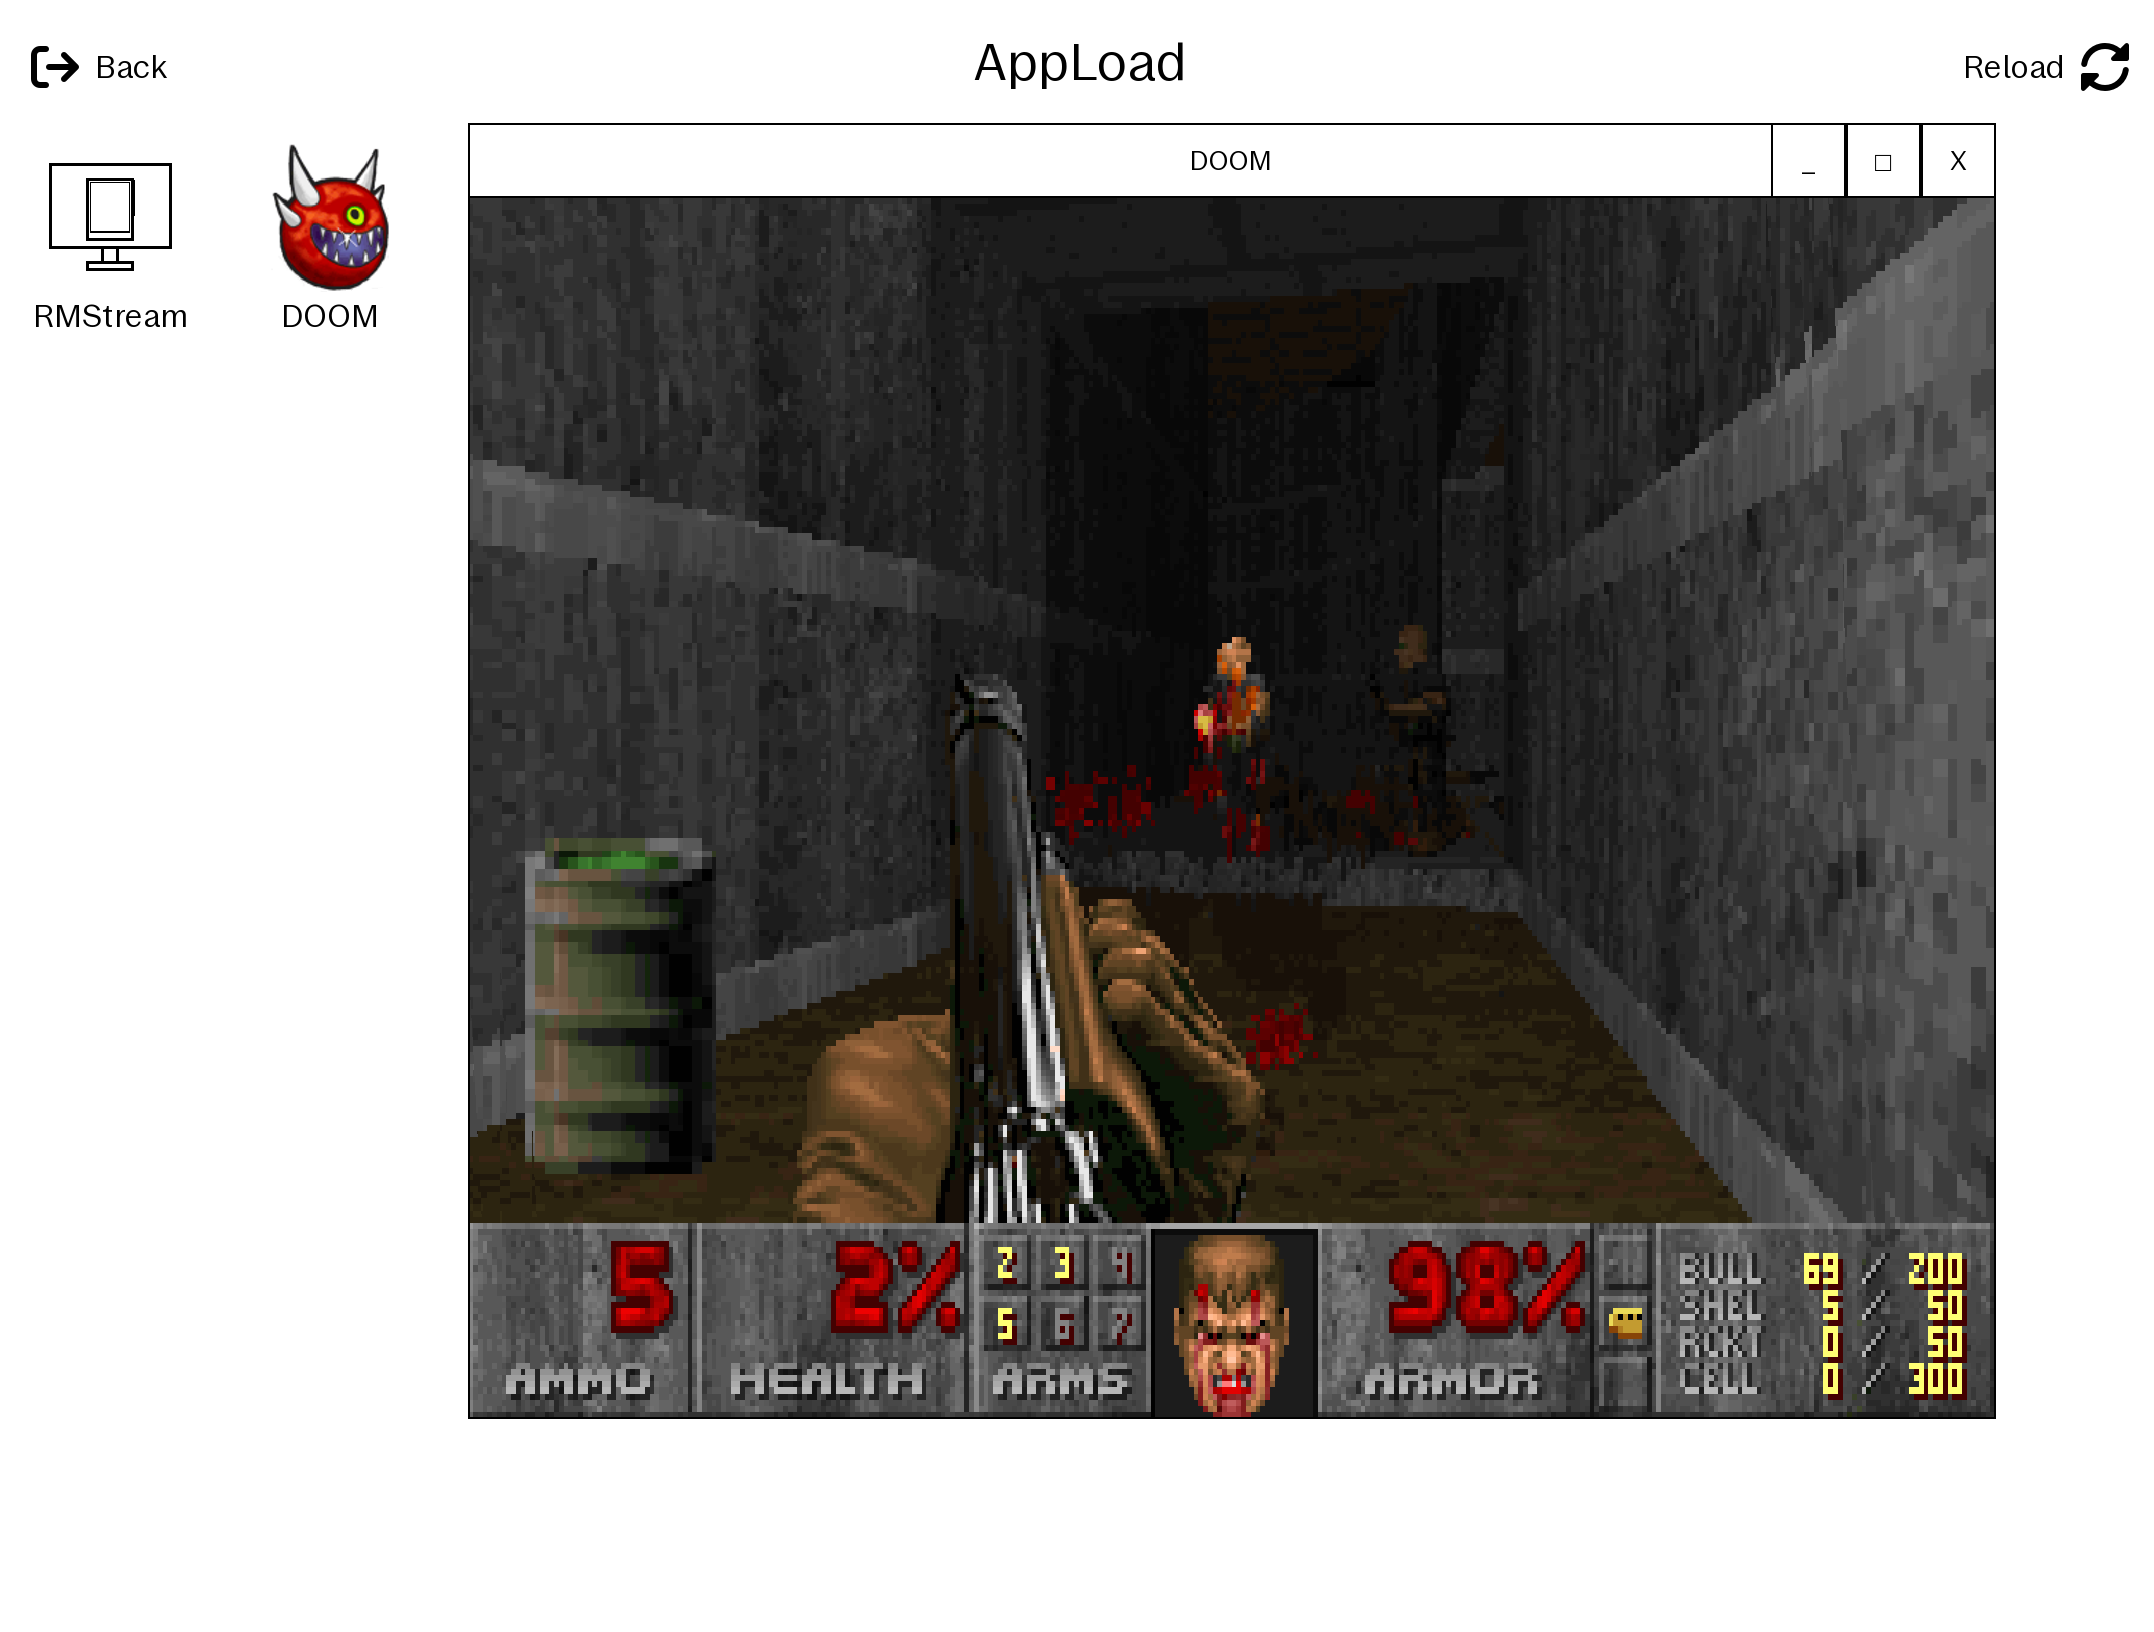 Back
AppLoad
Reload
RMStream
DOOM
DOOM
_ □ X
5
AMMO
2%
HEALTH
2 3 4
5 6 7
ARMS
98%
ARMOR
BULL 69 / 200
SHEL 5 / 50
RCKT 0 / 50
CELL 0 / 300